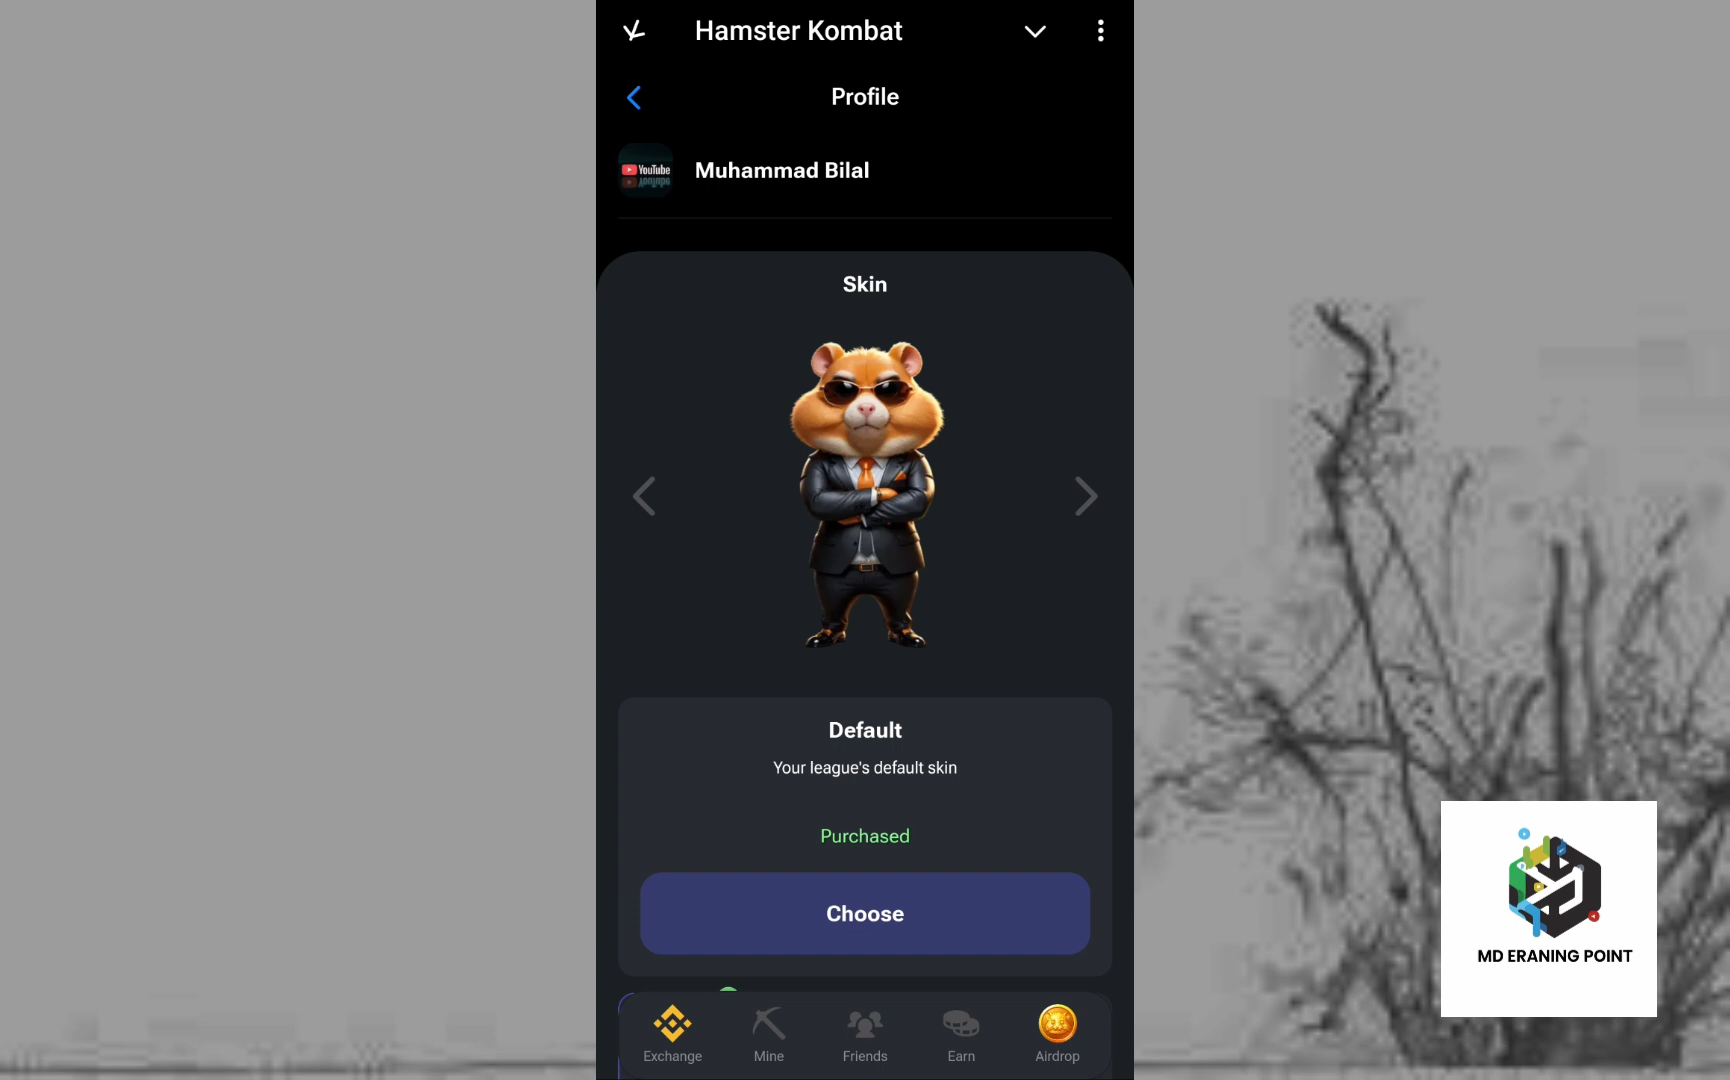 Hamster Kombat
Profile
YouTube
Muhammad Bilal
Skin
Default
Your league's default skin
Purchased
Choose
Exchange
Mine
Friends
Earn
Airdrop
MD ERANING POINT